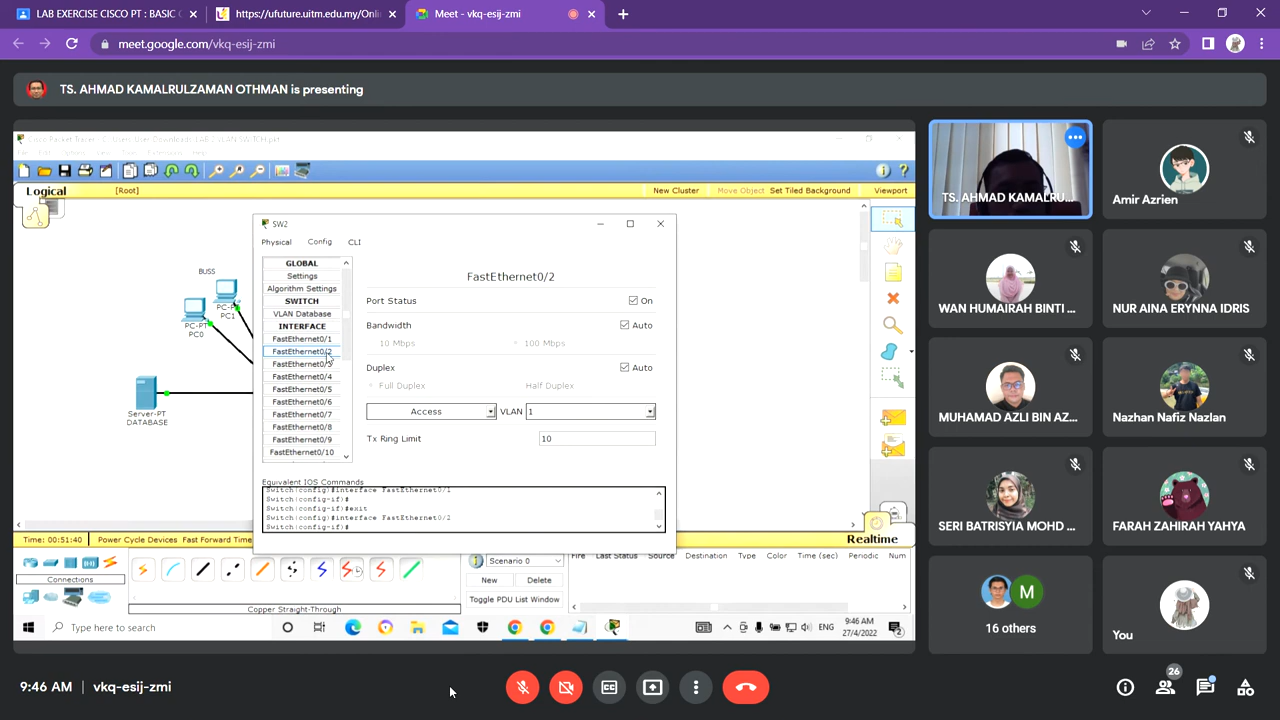 LAB EXERCISE CISCO PT : BASIC C
https://ufuture.uitm.edu.my/Onli
Meet - vkq-esij-zmi
meet.google.com/vkq-esij-zmi
TS. AHMAD KAMALRULZAMAN OTHMAN is presenting
Logical
[Root]
New Cluster
Move Object
Set Tiled Background
Viewport
SW2
Physical
Config
CLI
GLOBAL
Settings
Algorithm Settings
SWITCH
VLAN Database
INTERFACE
FastEthernet0/1
FastEthernet0/2
FastEthernet0/3
FastEthernet0/4
FastEthernet0/5
FastEthernet0/6
FastEthernet0/7
FastEthernet0/8
FastEthernet0/9
FastEthernet0/10
FastEthernet0/2
Port Status
On
Bandwidth
Auto
10 Mbps
100 Mbps
Duplex
Auto
Full Duplex
Half Duplex
Access
VLAN
1
Tx Ring Limit
10
Equivalent IOS Commands
Switch(config)#interface FastEthernet0/1
Switch(config-if)#
Switch(config-if)#exit
Switch(config)#interface FastEthernet0/2
Switch(config-if)#
BUSS
PC-PT
PC0
PC1
Server-PT
DATABASE
Time: 00:51:40
Power Cycle Devices
Fast Forward Time
Realtime
Scenario 0
New
Delete
Toggle PDU List Window
Fire
Last Status
Source
Destination
Type
Color
Time (sec)
Periodic
Num
Connections
Copper Straight-Through
Type here to search
ENG
9:46 AM
27/4/2022
2
TS. AHMAD KAMALRU...
Amir Azrien
WAN HUMAIRAH BINTI ...
NUR AINA ERYNNA IDRIS
MUHAMAD AZLI BIN AZ...
Nazhan Nafiz Nazlan
SERI BATRISYIA MOHD ...
FARAH ZAHIRAH YAHYA
M
16 others
You
9:46 AM
vkq-esij-zmi
26